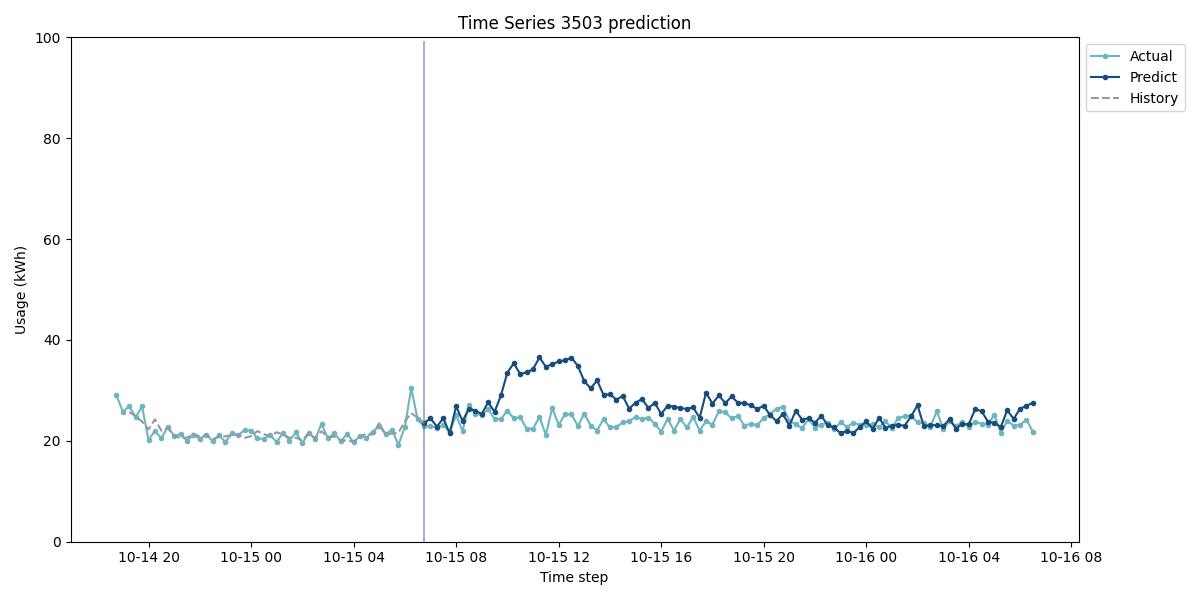 Time Series 3503 prediction
100
80
60
40
20
0
Usage (kWh)
10-14 20
10-15 00
10-15 04
10-15 08
10-15 12
10-15 16
10-15 20
10-16 00
10-16 04
10-16 08
Time step
Actual
Predict
History